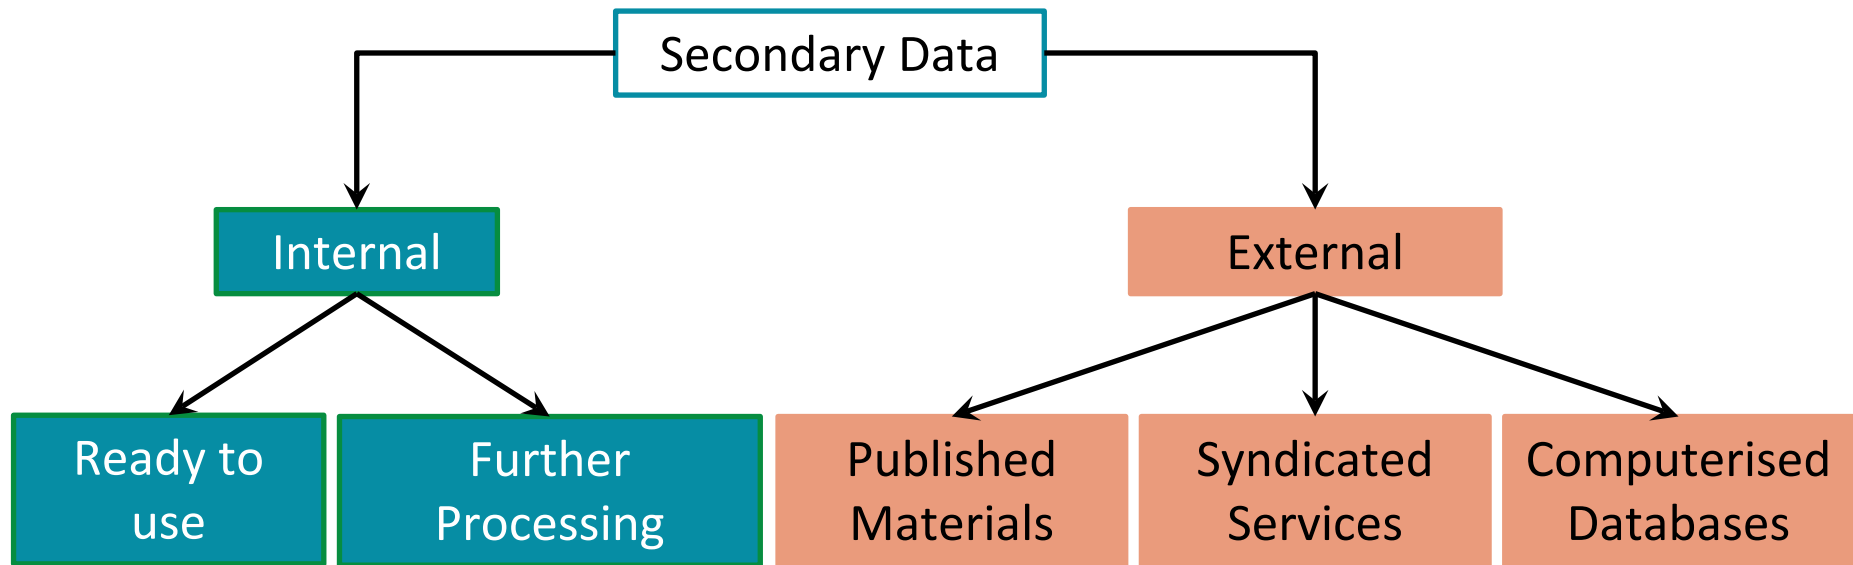 Secondary Data
Internal
External
Ready to
use
Further
Processing
Published
Materials
Syndicated
Services
Computerised
Databases